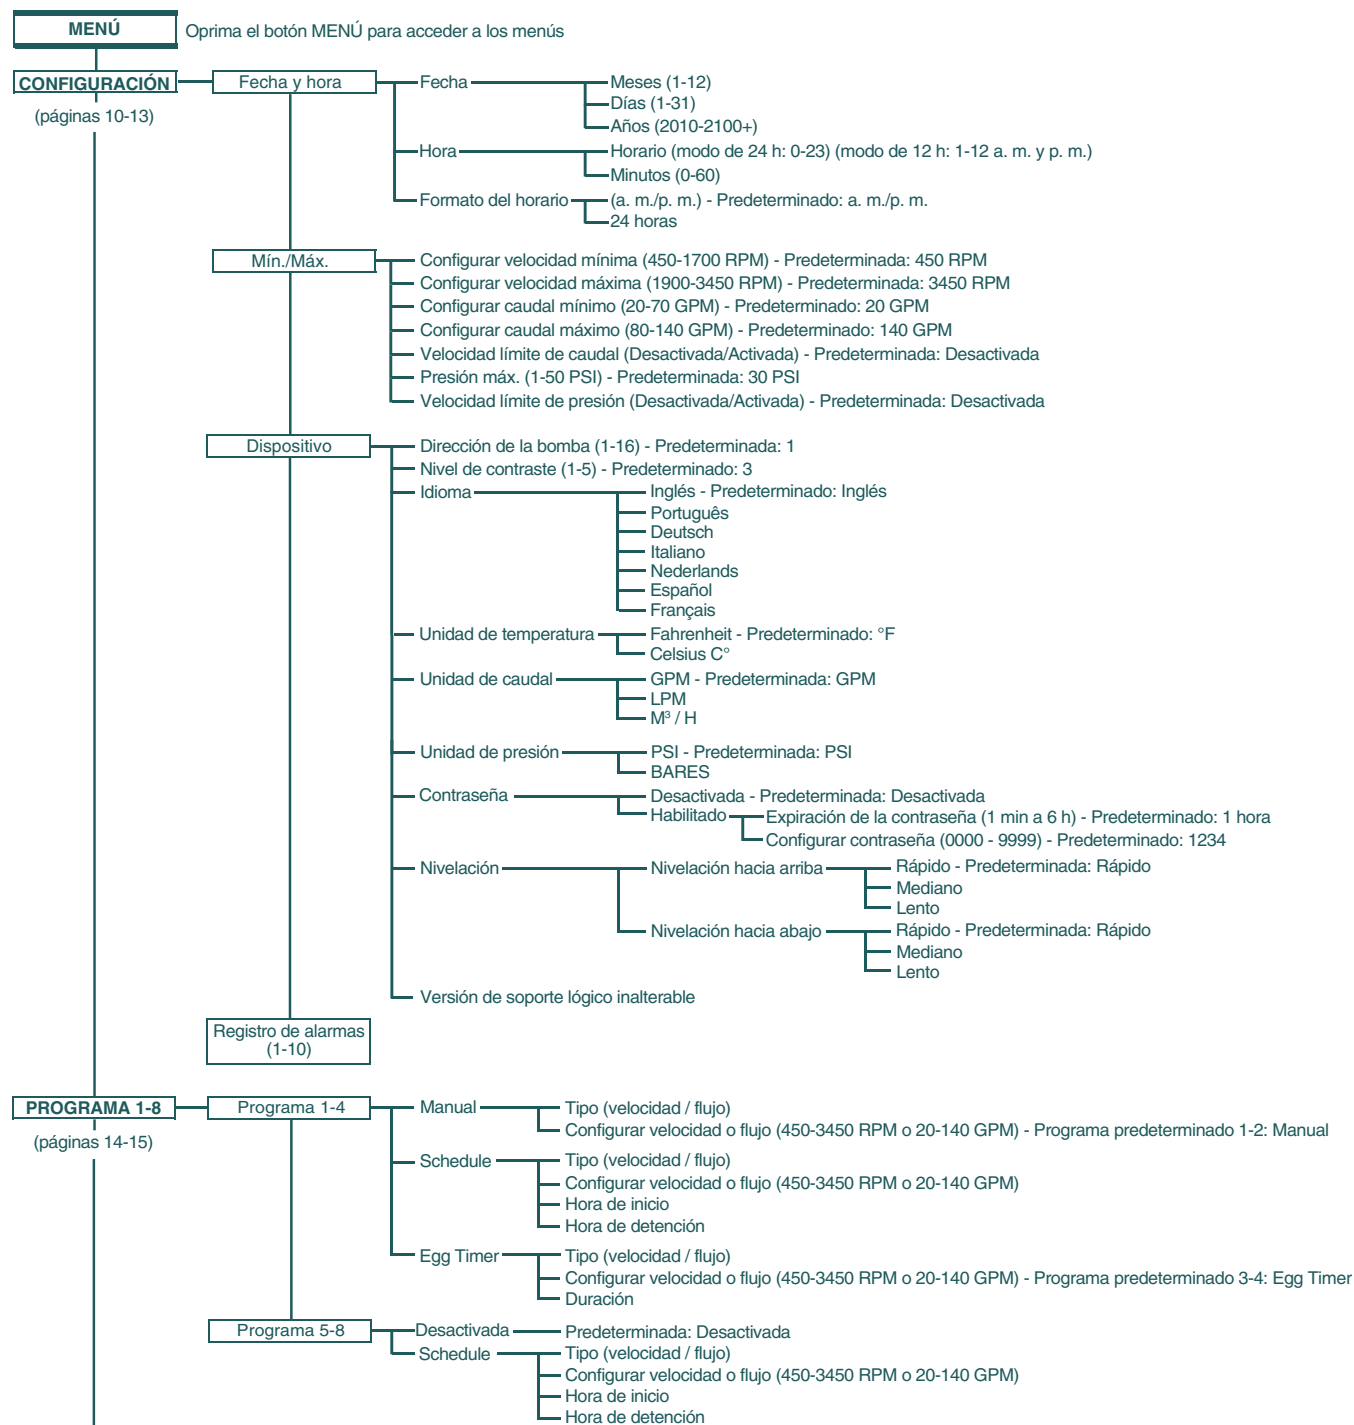 MENÚ
Oprima el botón MENÚ para acceder a los menús
CONFIGURACIÓN
(páginas 10-13)
Fecha y hora
Fecha
Meses (1-12)
Días (1-31)
Años (2010-2100+)
Hora
Horario (modo de 24 h: 0-23) (modo de 12 h: 1-12 a. m. y p. m.)
Minutos (0-60)
Formato del horario
(a. m./p. m.) - Predeterminado: a. m./p. m.
24 horas
Mín./Máx.
Configurar velocidad mínima (450-1700 RPM) - Predeterminada: 450 RPM
Configurar velocidad máxima (1900-3450 RPM) - Predeterminada: 3450 RPM
Configurar caudal mínimo (20-70 GPM) - Predeterminado: 20 GPM
Configurar caudal máximo (80-140 GPM) - Predeterminado: 140 GPM
Velocidad límite de caudal (Desactivada/Activada) - Predeterminada: Desactivada
Presión máx. (1-50 PSI) - Predeterminada: 30 PSI
Velocidad límite de presión (Desactivada/Activada) - Predeterminada: Desactivada
Dispositivo
Dirección de la bomba (1-16) - Predeterminada: 1
Nivel de contraste (1-5) - Predeterminado: 3
Idioma
Inglés - Predeterminado: Inglés
Português
Deutsch
Italiano
Nederlands
Español
Français
Unidad de temperatura
Fahrenheit - Predeterminado: °F
Celsius C°
Unidad de caudal
GPM - Predeterminada: GPM
LPM
M³ / H
Unidad de presión
PSI - Predeterminada: PSI
BARES
Contraseña
Desactivada - Predeterminada: Desactivada
Habilitado
Expiración de la contraseña (1 min a 6 h) - Predeterminado: 1 hora
Configurar contraseña (0000 - 9999) - Predeterminado: 1234
Nivelación
Nivelación hacia arriba
Rápido - Predeterminada: Rápido
Mediano
Lento
Nivelación hacia abajo
Rápido - Predeterminada: Rápido
Mediano
Lento
Versión de soporte lógico inalterable
Registro de alarmas
(1-10)
PROGRAMA 1-8
(páginas 14-15)
Programa 1-4
Manual
Tipo (velocidad / flujo)
Configurar velocidad o flujo (450-3450 RPM o 20-140 GPM) - Programa predeterminado 1-2: Manual
Schedule
Tipo (velocidad / flujo)
Configurar velocidad o flujo (450-3450 RPM o 20-140 GPM)
Hora de inicio
Hora de detención
Egg Timer
Tipo (velocidad / flujo)
Configurar velocidad o flujo (450-3450 RPM o 20-140 GPM) - Programa predeterminado 3-4: Egg Timer
Duración
Programa 5-8
Desactivada
Predeterminada: Desactivada
Schedule
Tipo (velocidad / flujo)
Configurar velocidad o flujo (450-3450 RPM o 20-140 GPM)
Hora de inicio
Hora de detención